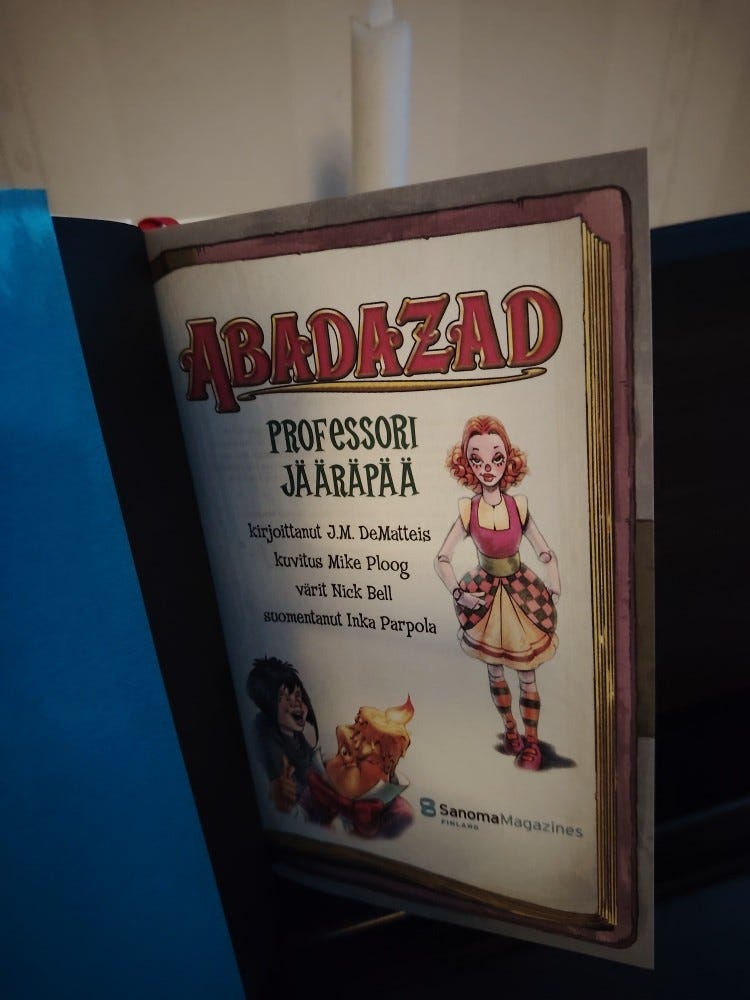 ABADAZAD
PROFESSORI
JÄÄRÄPÄÄ
kirjoittanut J.M. DeMatteis
kuvitus Mike Ploog
värit Nick Bell
suomentanut Inka Parpola
SanomaMagazines
FINLAND